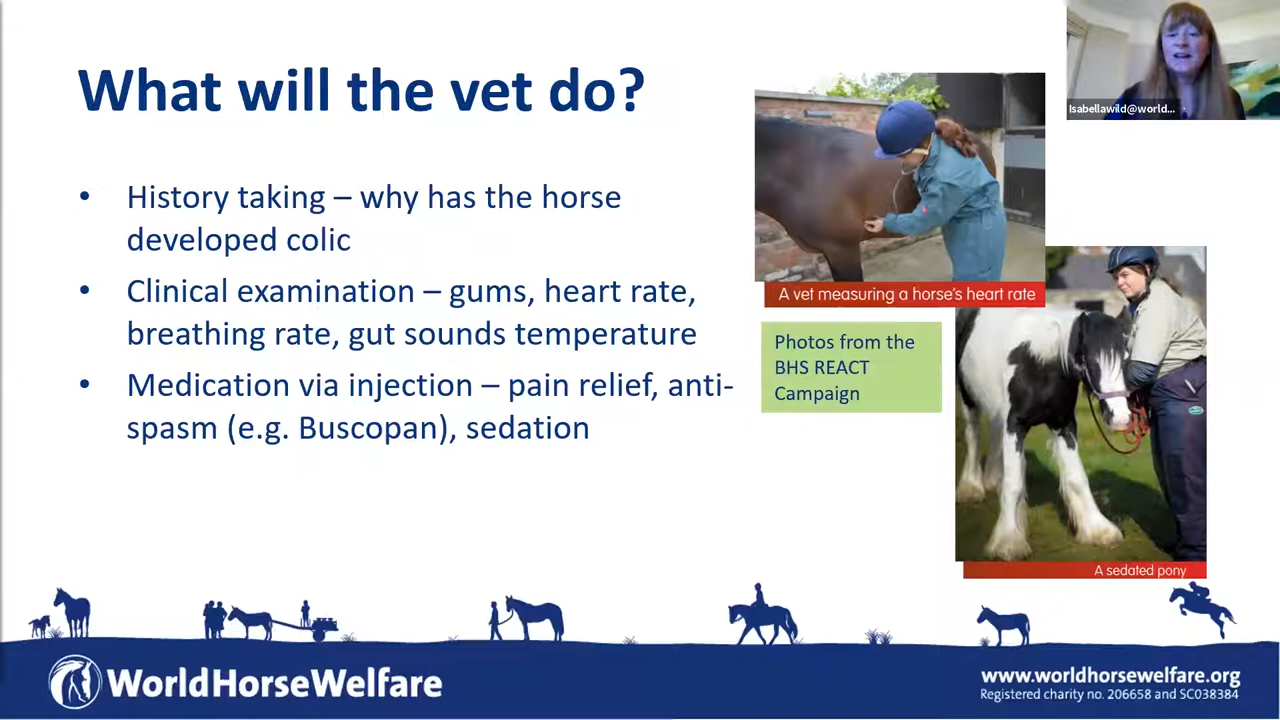 What will the vet do?
• History taking – why has the horse
developed colic
• Clinical examination – gums, heart rate,
breathing rate, gut sounds temperature
• Medication via injection – pain relief, anti-
spasm (e.g. Buscopan), sedation
A vet measuring a horse's heart rate
Photos from the
BHS REACT
Campaign
A sedated pony
Isabellawild@world...
WorldHorseWelfare
www.worldhorsewelfare.org
Registered charity no. 206658 and SC038384